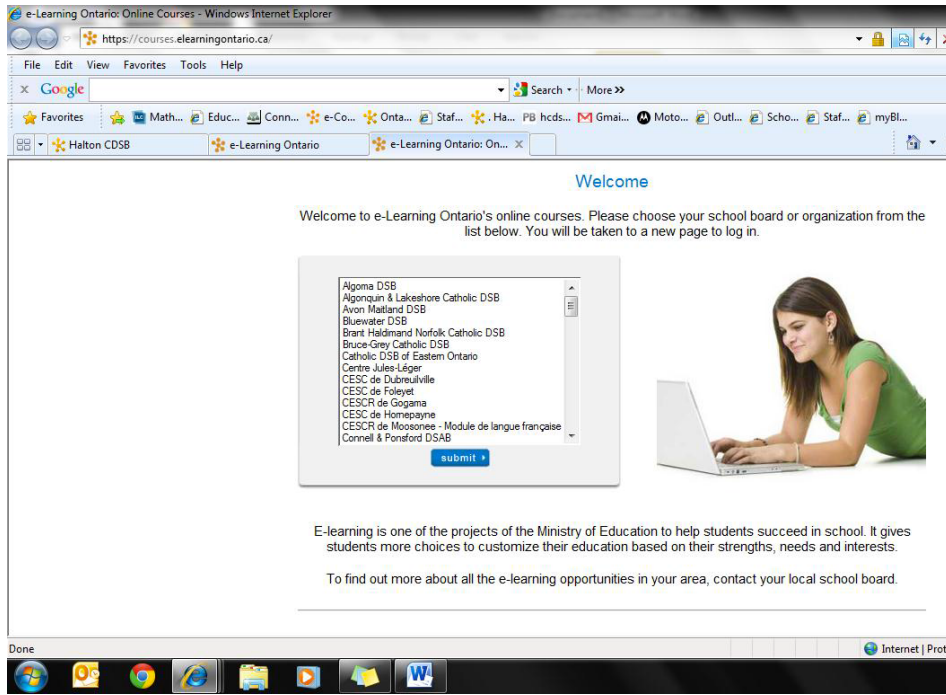 e-Learning Ontario: Online Courses - Windows Internet Explorer
https://courses.elearningontario.ca/
File Edit View Favorites Tools Help
x Google Search More >>
Favorites Math... Educ... Conn... e-Co... Onta... Staf... . Ha... PB hcds... Gmai... Moto... Outl... Scho... Staf... myBl...
Halton CDSB e-Learning Ontario e-Learning Ontario: On... X
Welcome
Welcome to e-Learning Ontario's online courses. Please choose your school board or organization from the
list below. You will be taken to a new page to log in.
Algoma DSB
Algonquin & Lakeshore Catholic DSB
Avon Maitland DSB
Bluewater DSB
Brant Haldimand Norfolk Catholic DSB
Bruce-Grey Catholic DSB
Catholic DSB of Eastern Ontario
Centre Jules-Léger
CESC de Dubreuilville
CESC de Foleyet
CESCR de Gogama
CESC de Hornepayne
CESCR de Moosonee - Module de langue française
Connell & Ponsford DSAB
submit
E-learning is one of the projects of the Ministry of Education to help students succeed in school. It gives
students more choices to customize their education based on their strengths, needs and interests.
To find out more about all the e-learning opportunities in your area, contact your local school board.
Done Internet | Prot